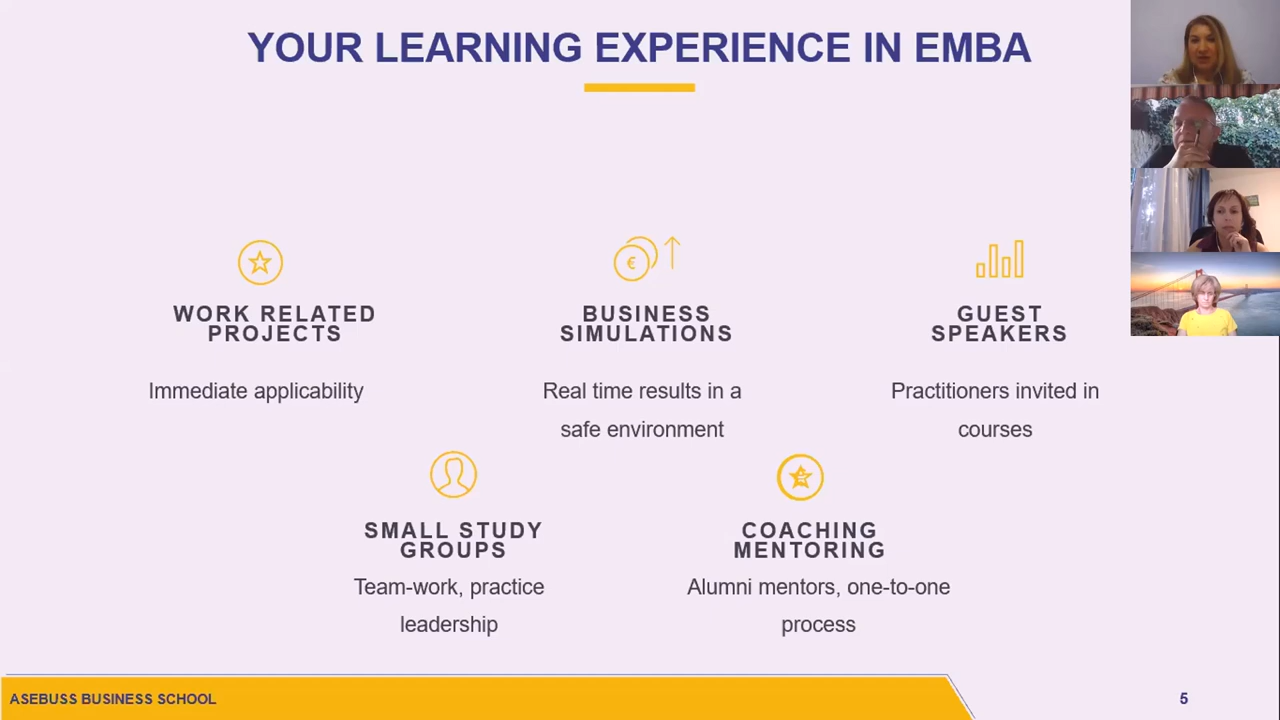 YOUR LEARNING EXPERIENCE IN EMBA
WORK RELATED
PROJECTS
Immediate applicability
€
BUSINESS
SIMULATIONS
Real time results in a
safe environment
GUEST
SPEAKERS
Practitioners invited in
courses
SMALL STUDY
GROUPS
Team-work, practice
leadership
COACHING
MENTORING
Alumni mentors, one-to-one
process
ASEBUSS BUSINESS SCHOOL
5